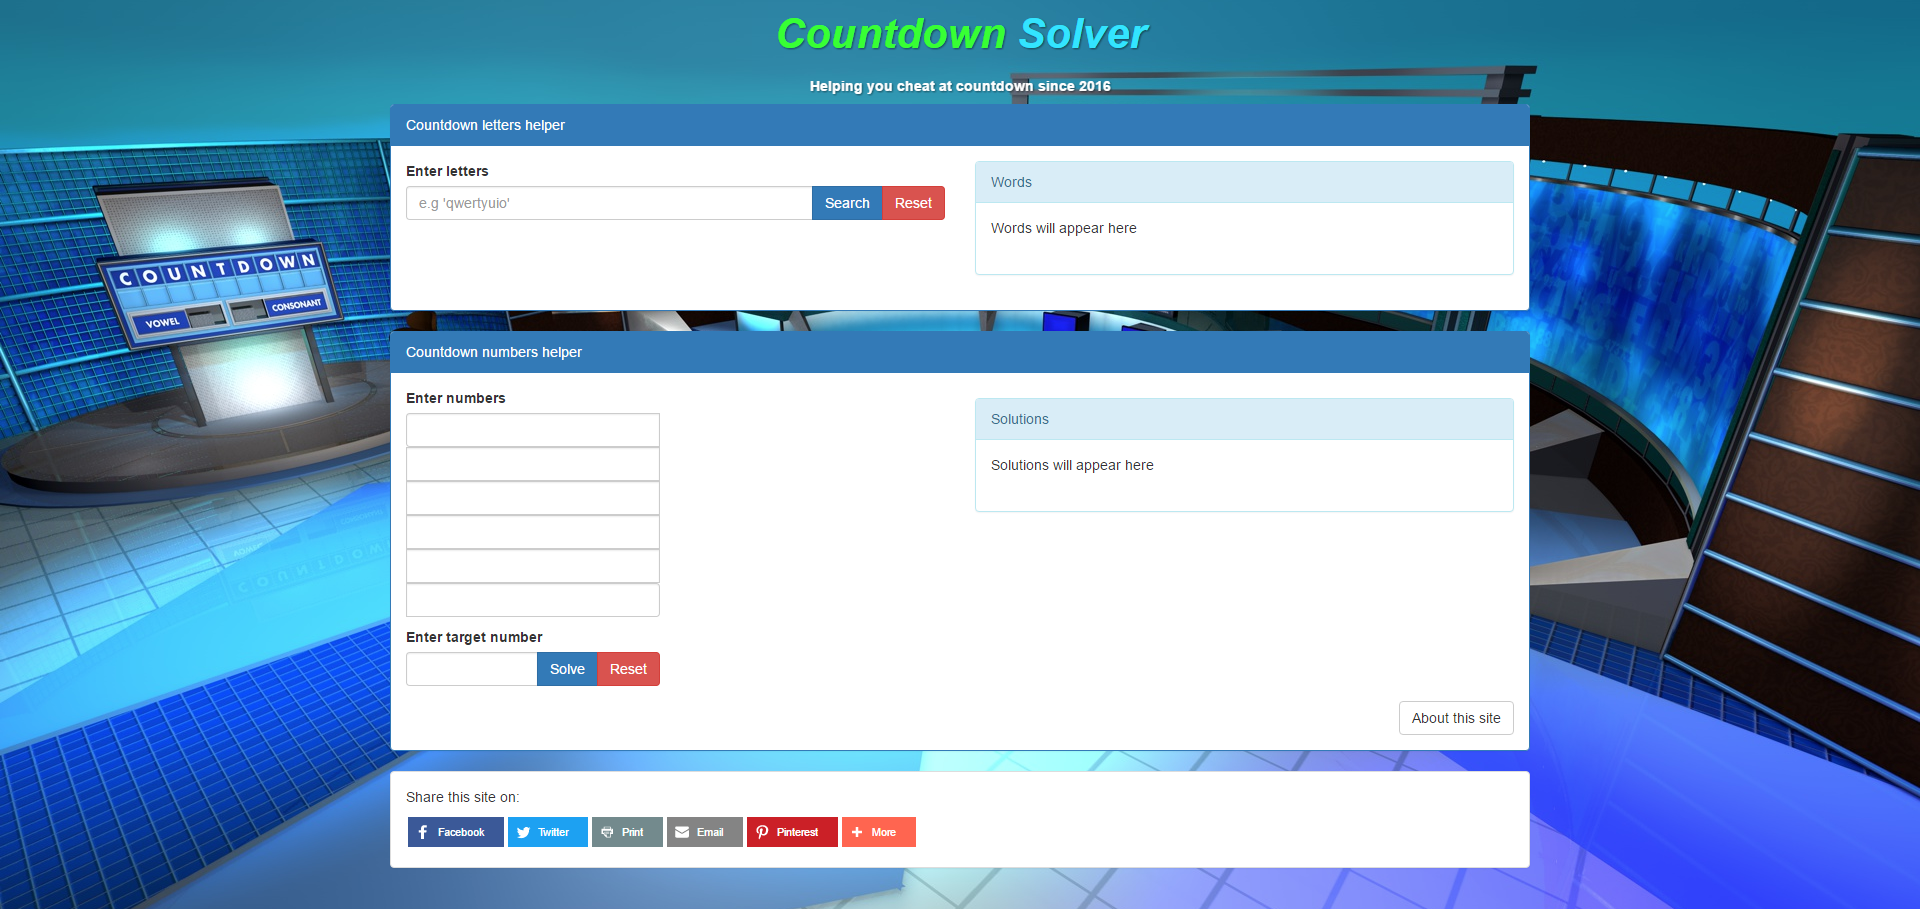 Countdown Solver
Helping you cheat at countdown since 2016
Countdown letters helper
Enter letters
e.g 'qwertyuio'
Search
Reset
Words
Words will appear here
COUNTDOWN
VOWEL
CONSONANT
Countdown numbers helper
Enter numbers
Solutions
Solutions will appear here
Enter target number
Solve
Reset
About this site
Share this site on:
Facebook
Twitter
Print
Email
Pinterest
More